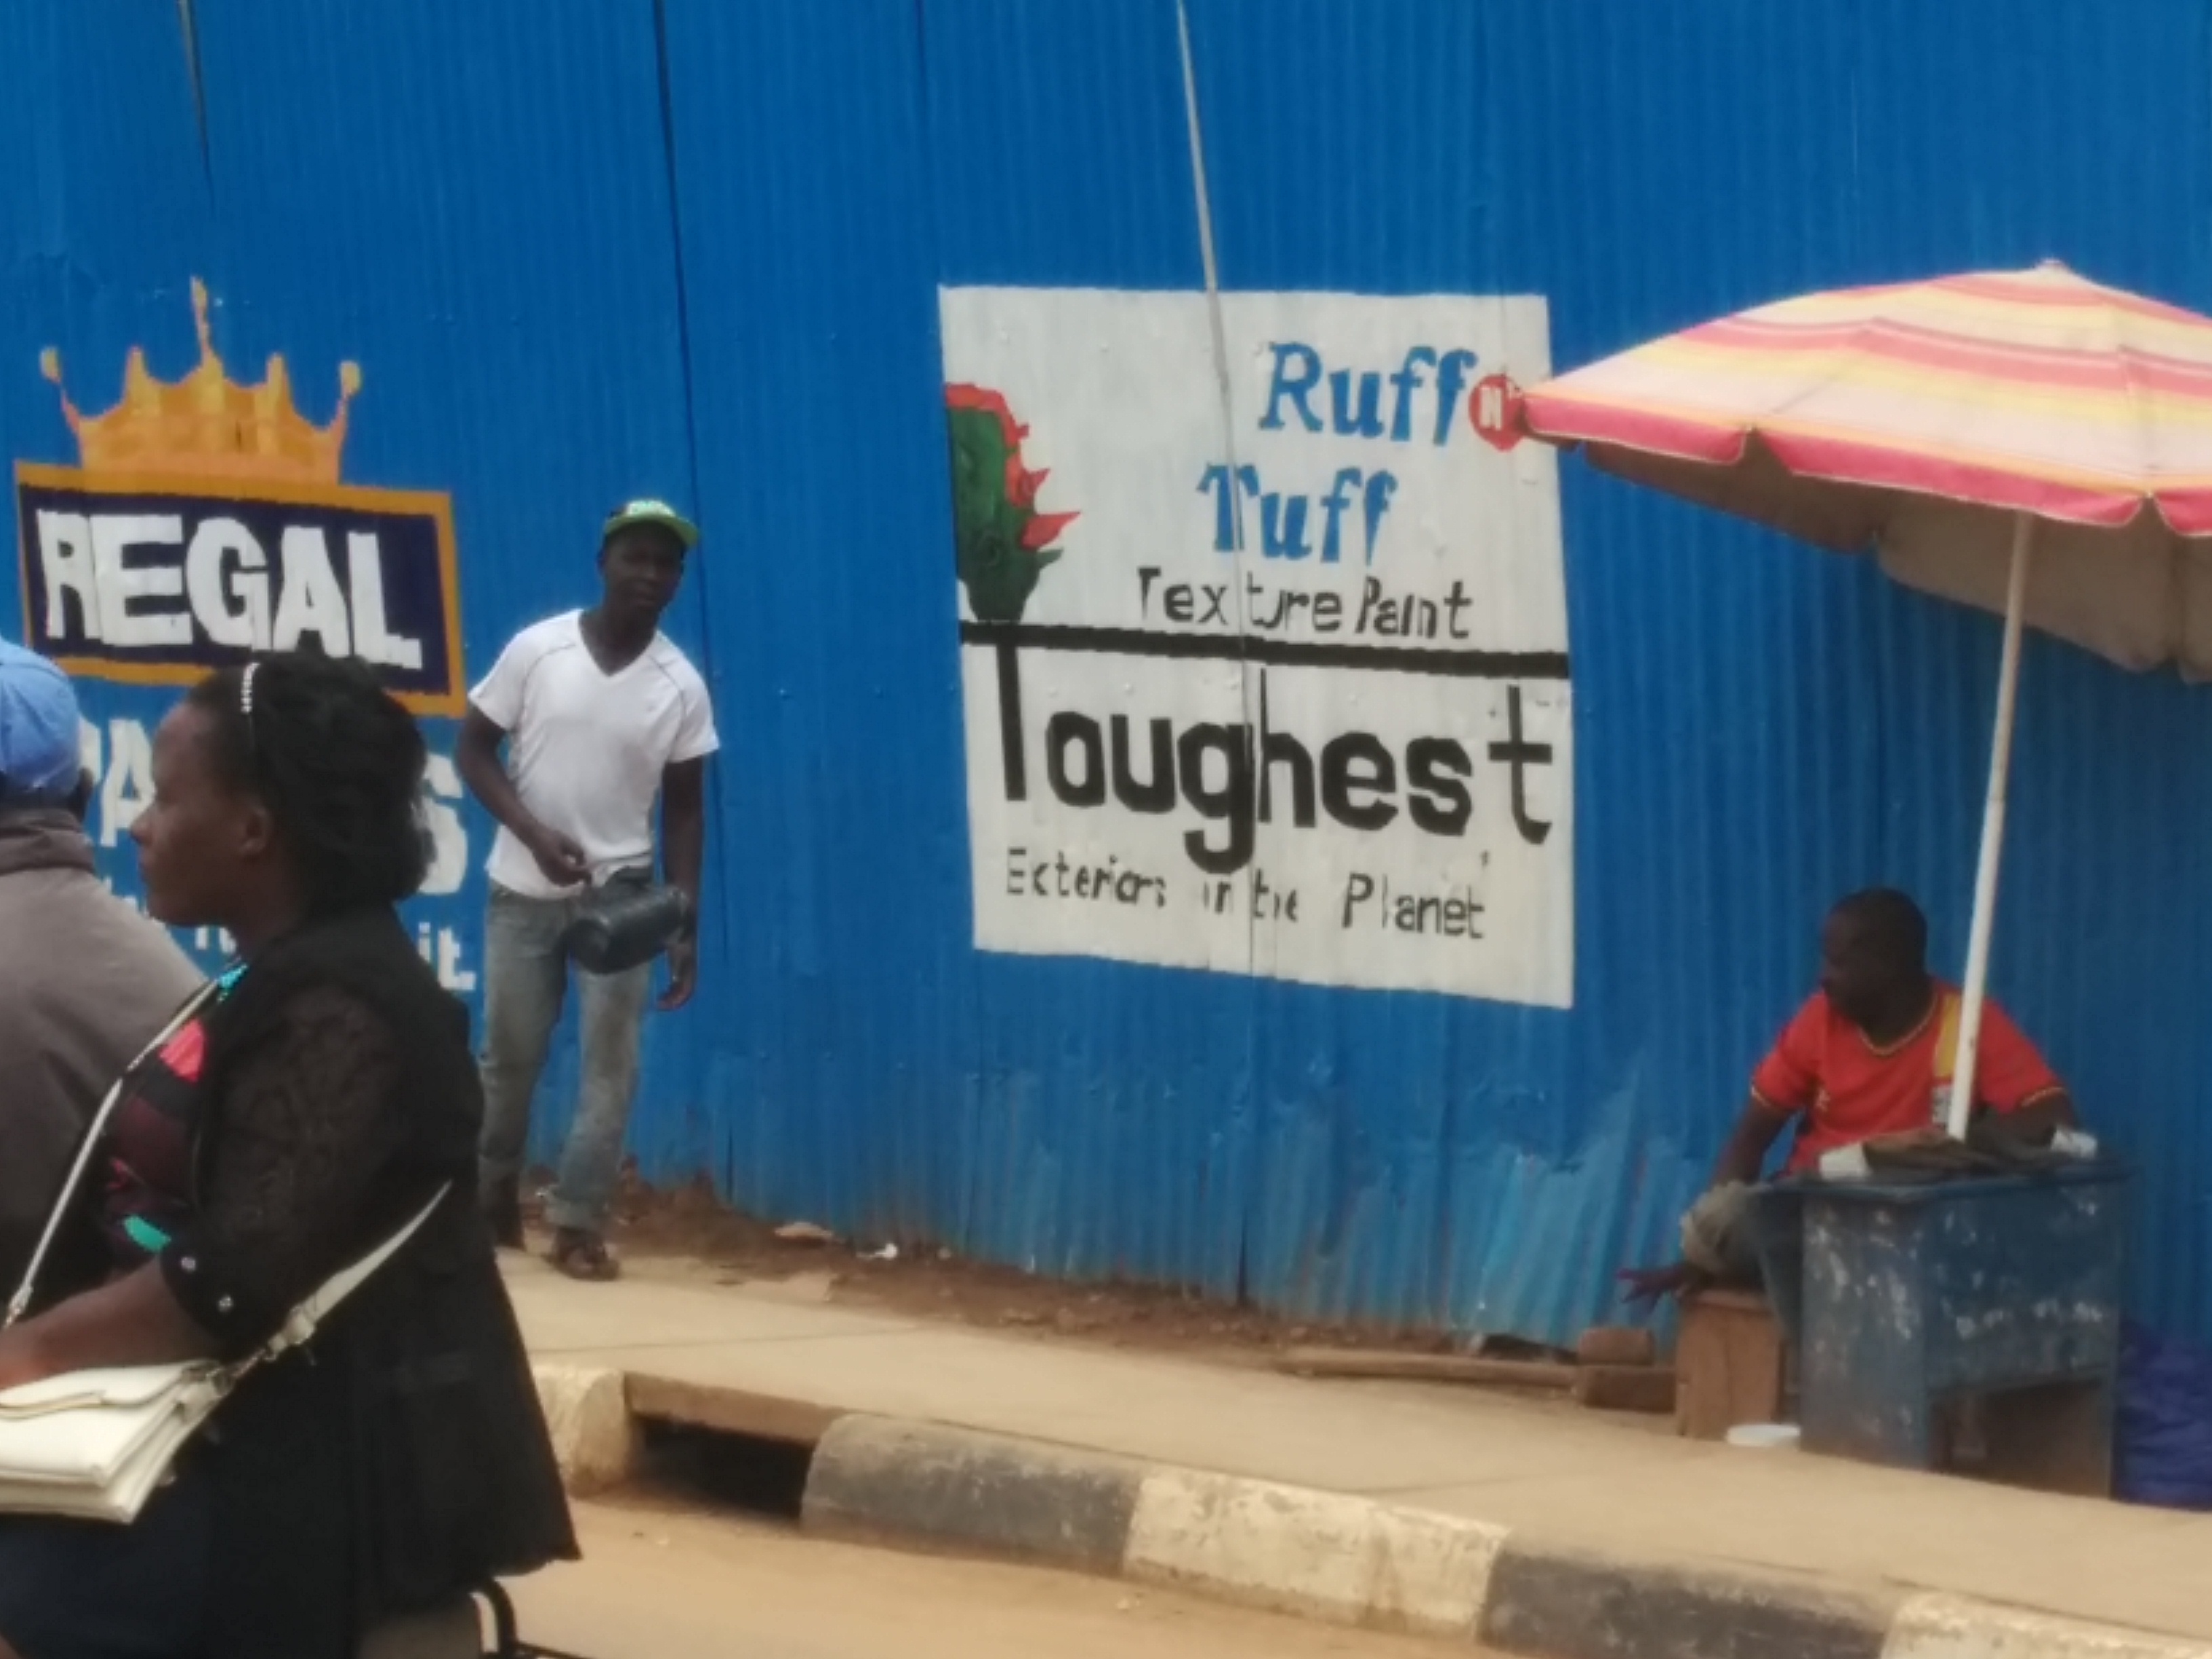 REGAL
Ruff N
Tuff
Texture Paint
Toughest
Exteriors in the Planet